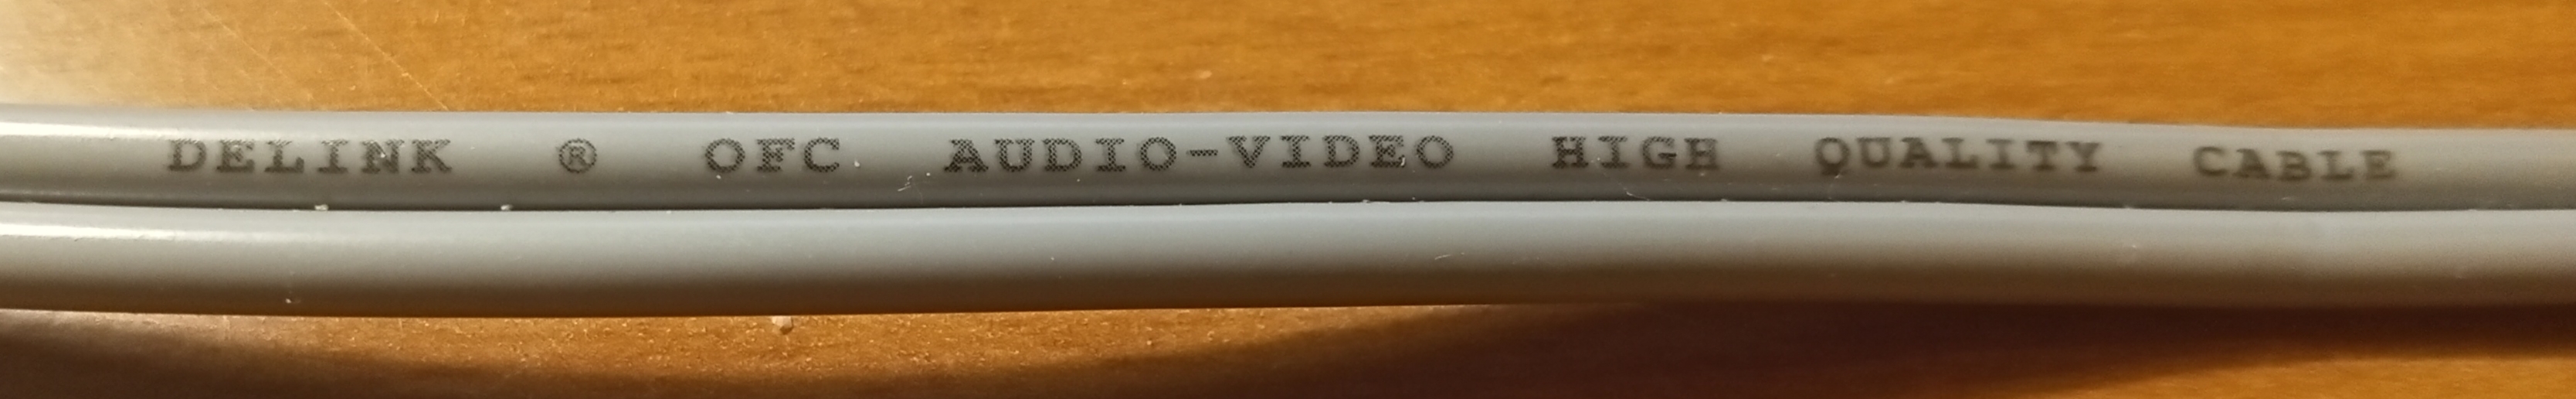 DELINK ® OFC AUDIO-VIDEO HIGH QUALITY CABLE